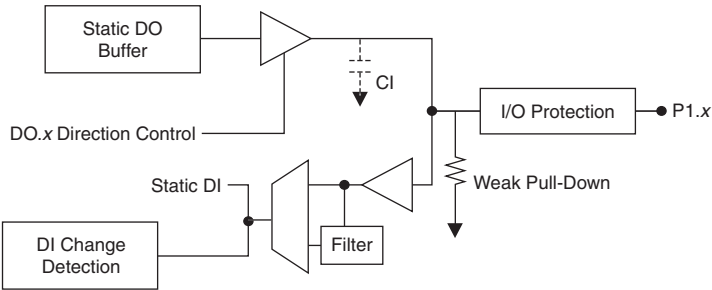 Static DO
Buffer
CI
I/O Protection
P1.x
DO.x Direction Control
Static DI
Weak Pull-Down
DI Change
Detection
Filter